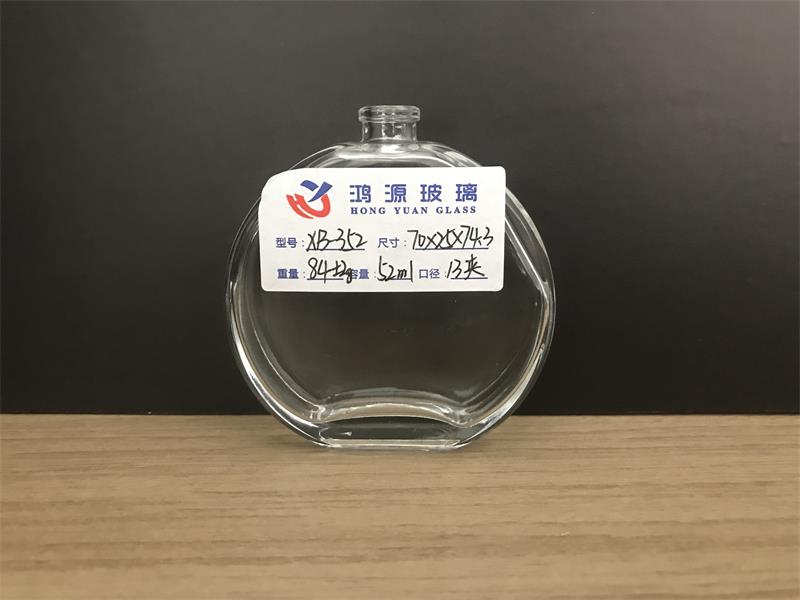 鸿源玻璃
HONG YUAN GLASS
型号:XB-352 尺寸:70x25x74.3
重量:84±2g 容量:52ml 口径:13夹